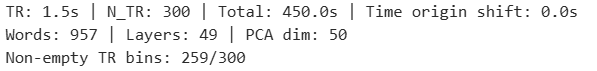 TR: 1.5s | N_TR: 300 | Total: 450.0s | Time origin shift: 0.0s
Words: 957 | Layers: 49 | PCA dim: 50
Non-empty TR bins: 259/300